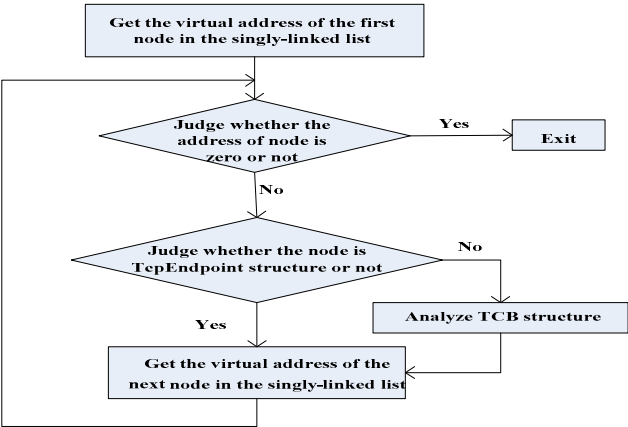 Get the virtual address of the first
node in the singly-linked list
Judge whether the
address of node is
zero or not
Yes
Exit
No
Judge whether the node is
TcpEndpoint structure or not
No
Analyze TCB structure
Yes
Get the virtual address of the
next node in the singly-linked list